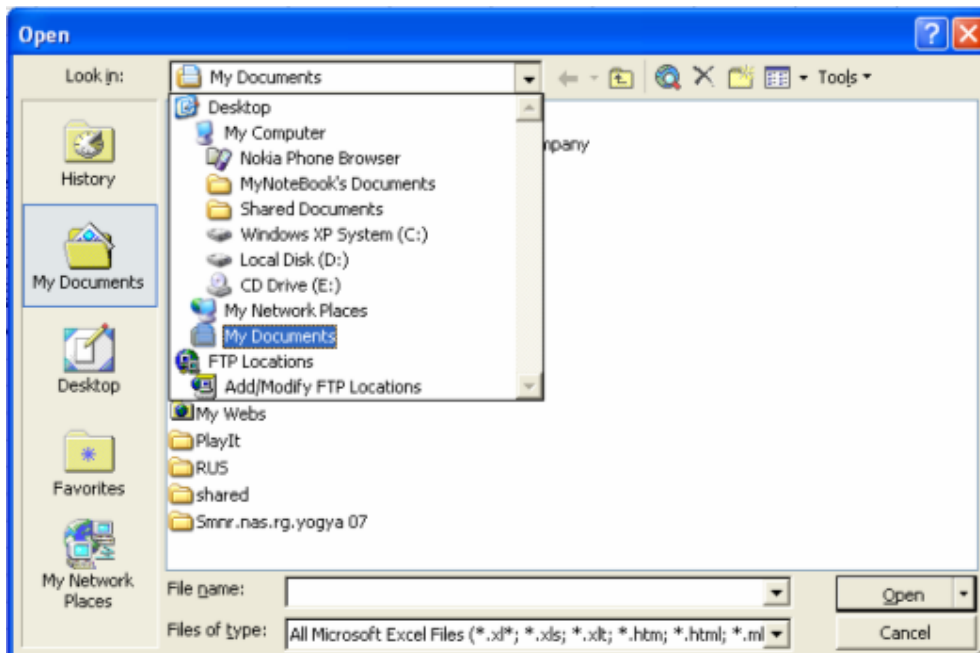 Open
Look in: My Documents Tools
Desktop
My Computer
mpany
Nokia Phone Browser
MyNoteBook's Documents
Shared Documents
Windows XP System (C:)
Local Disk (D:)
CD Drive (E:)
My Network Places
My Documents
FTP Locations
Add/Modify FTP Locations
My Webs
PlayIt
RUS
shared
Smnr.nas.rg.yogya 07
History
My Documents
Desktop
Favorites
My Network
Places
File name: Open
Files of type: All Microsoft Excel Files (*.xl*; *.xls; *.xlt; *.htm; *.html; *.ml Cancel